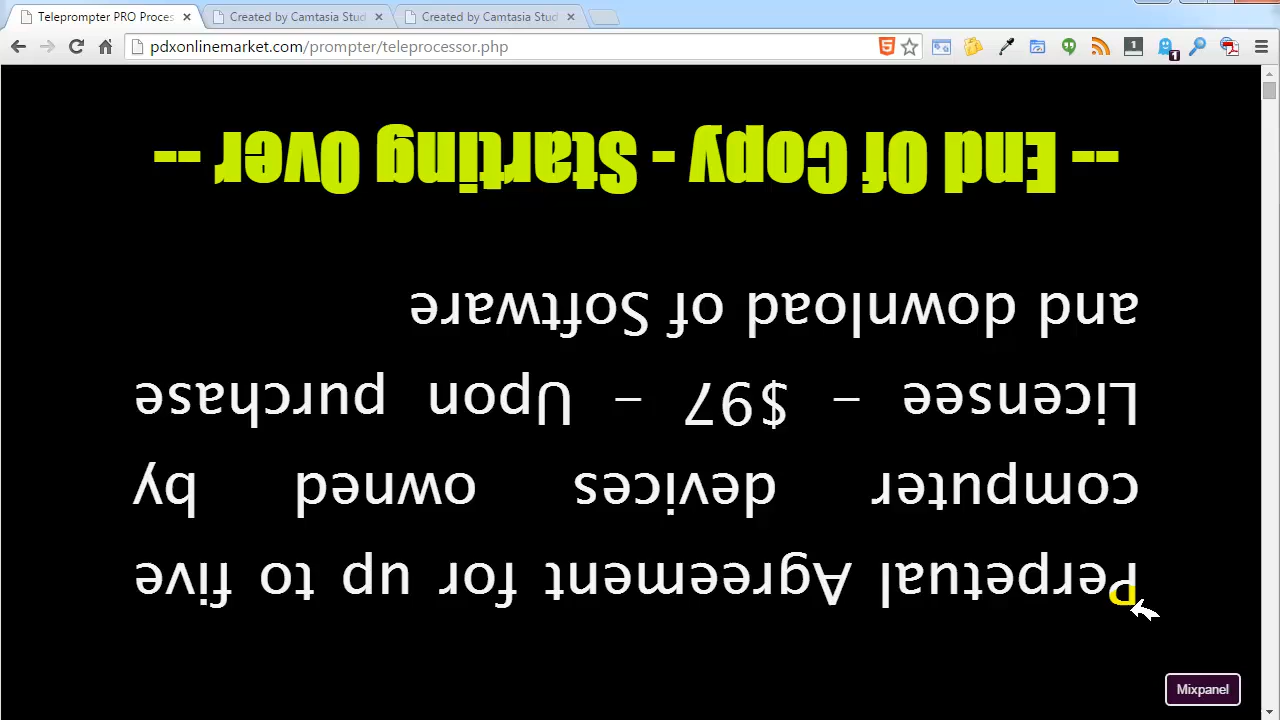 Teleprompter PRO Proces
Created by Camtasia Stud
Created by Camtasia Stud
pdxonlinemarket.com/prompter/teleprocessor.php
1
1
Perpetual Agreement for up to five
computer devices owned by
Licensee – $97 – Upon purchase
and download of Software
-- End Of Copy - Starting Over --
Mixpanel